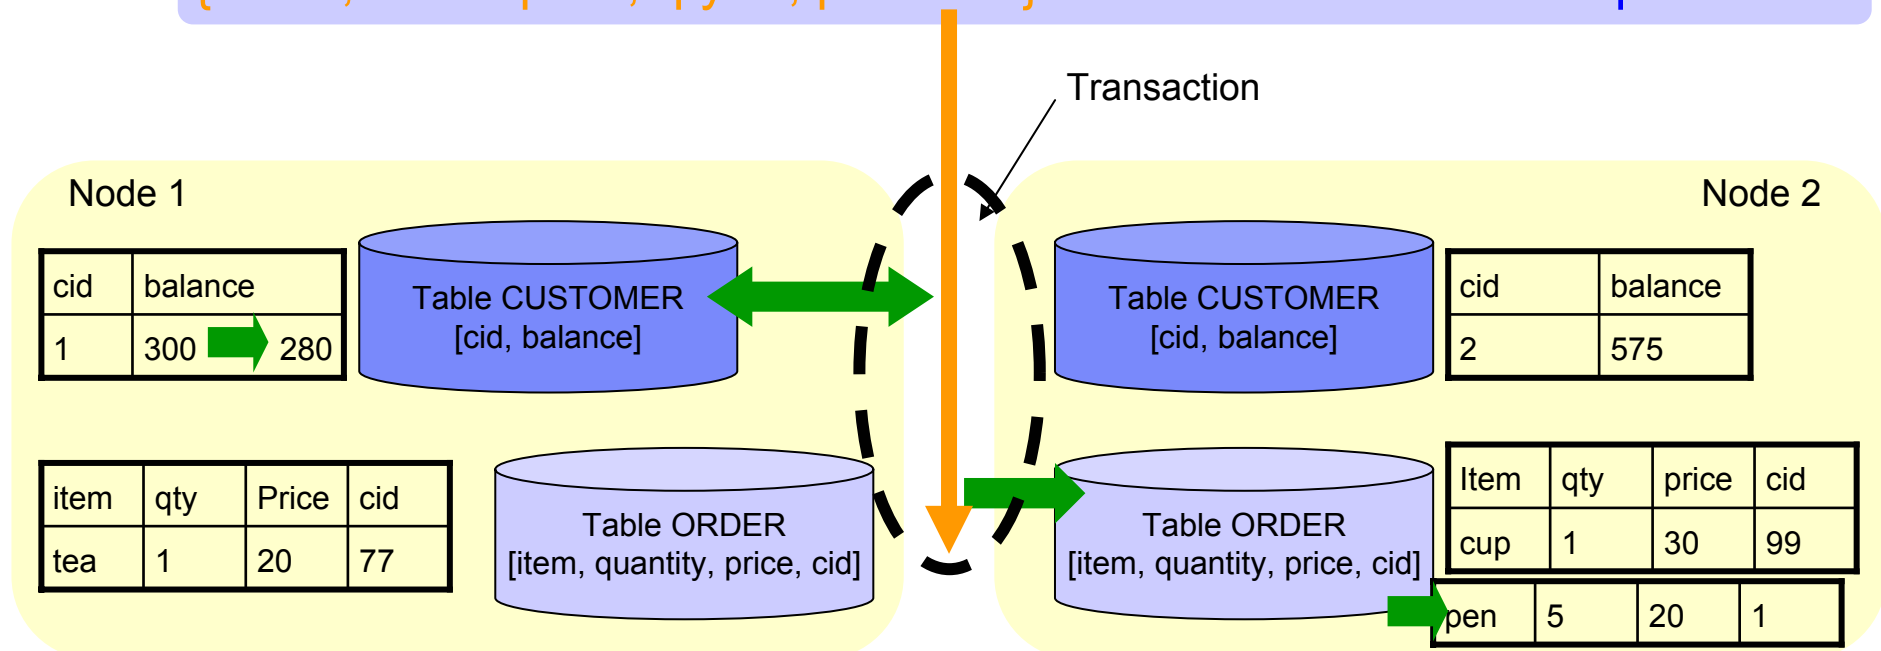 Transaction
Node 1
Node 2
cid balance
1 300 280
Table CUSTOMER
[cid, balance]
Table CUSTOMER
[cid, balance]
cid balance
2 575
item qty Price cid
tea 1 20 77
Table ORDER
[item, quantity, price, cid]
Table ORDER
[item, quantity, price, cid]
Item qty price cid
cup 1 30 99
pen 5 20 1